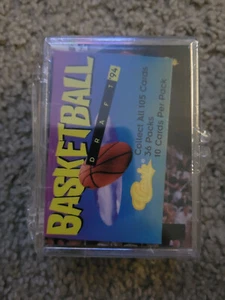 BASKETBALL
DRAFT 94
Collect All 105 Cards
36 Packs
10 Cards Per Pack
Classic